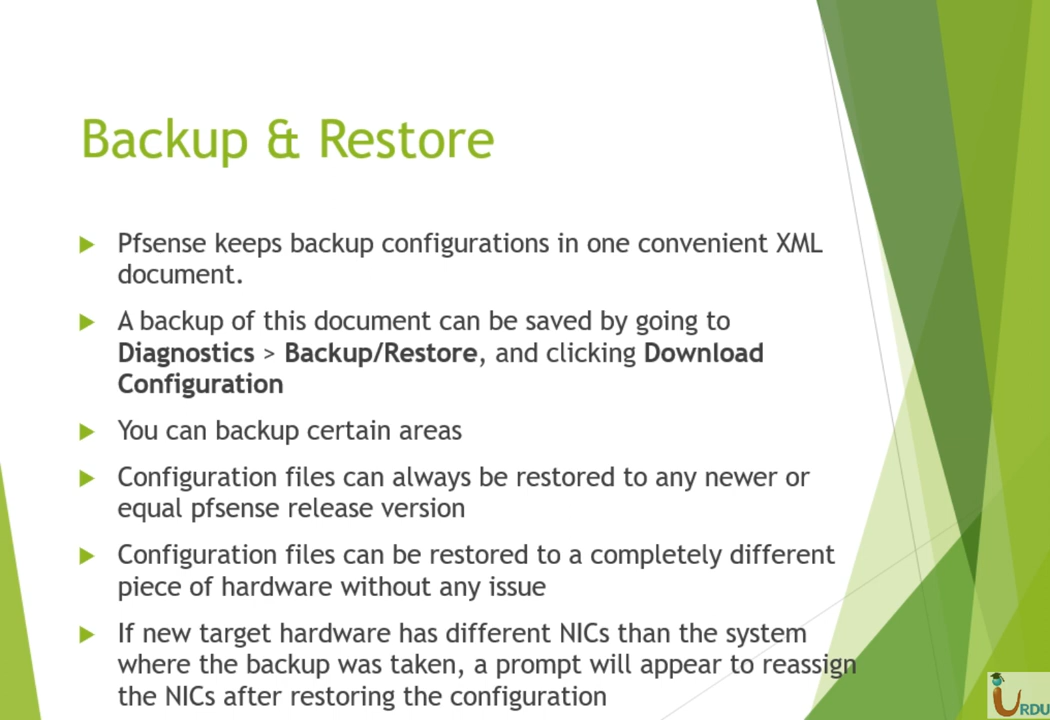 Backup & Restore
Pfsense keeps backup configurations in one convenient XML
document.
A backup of this document can be saved by going to
Diagnostics > Backup/Restore, and clicking Download
Configuration
You can backup certain areas
Configuration files can always be restored to any newer or
equal pfsense release version
Configuration files can be restored to a completely different
piece of hardware without any issue
If new target hardware has different NICs than the system
where the backup was taken, a prompt will appear to reassign
the NICs after restoring the configuration
iURDU